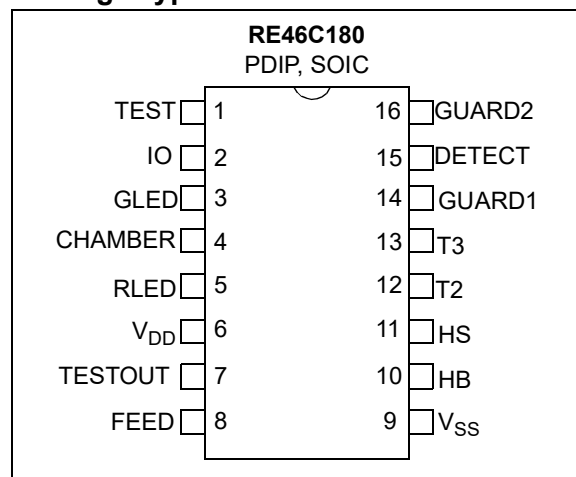 RE46C180
PDIP, SOIC
TEST 1 16 GUARD2
IO 2 15 DETECT
GLED 3 14 GUARD1
CHAMBER 4 13 T3
RLED 5 12 T2
VDD 6 11 HS
TESTOUT 7 10 HB
FEED 8 9 VSS